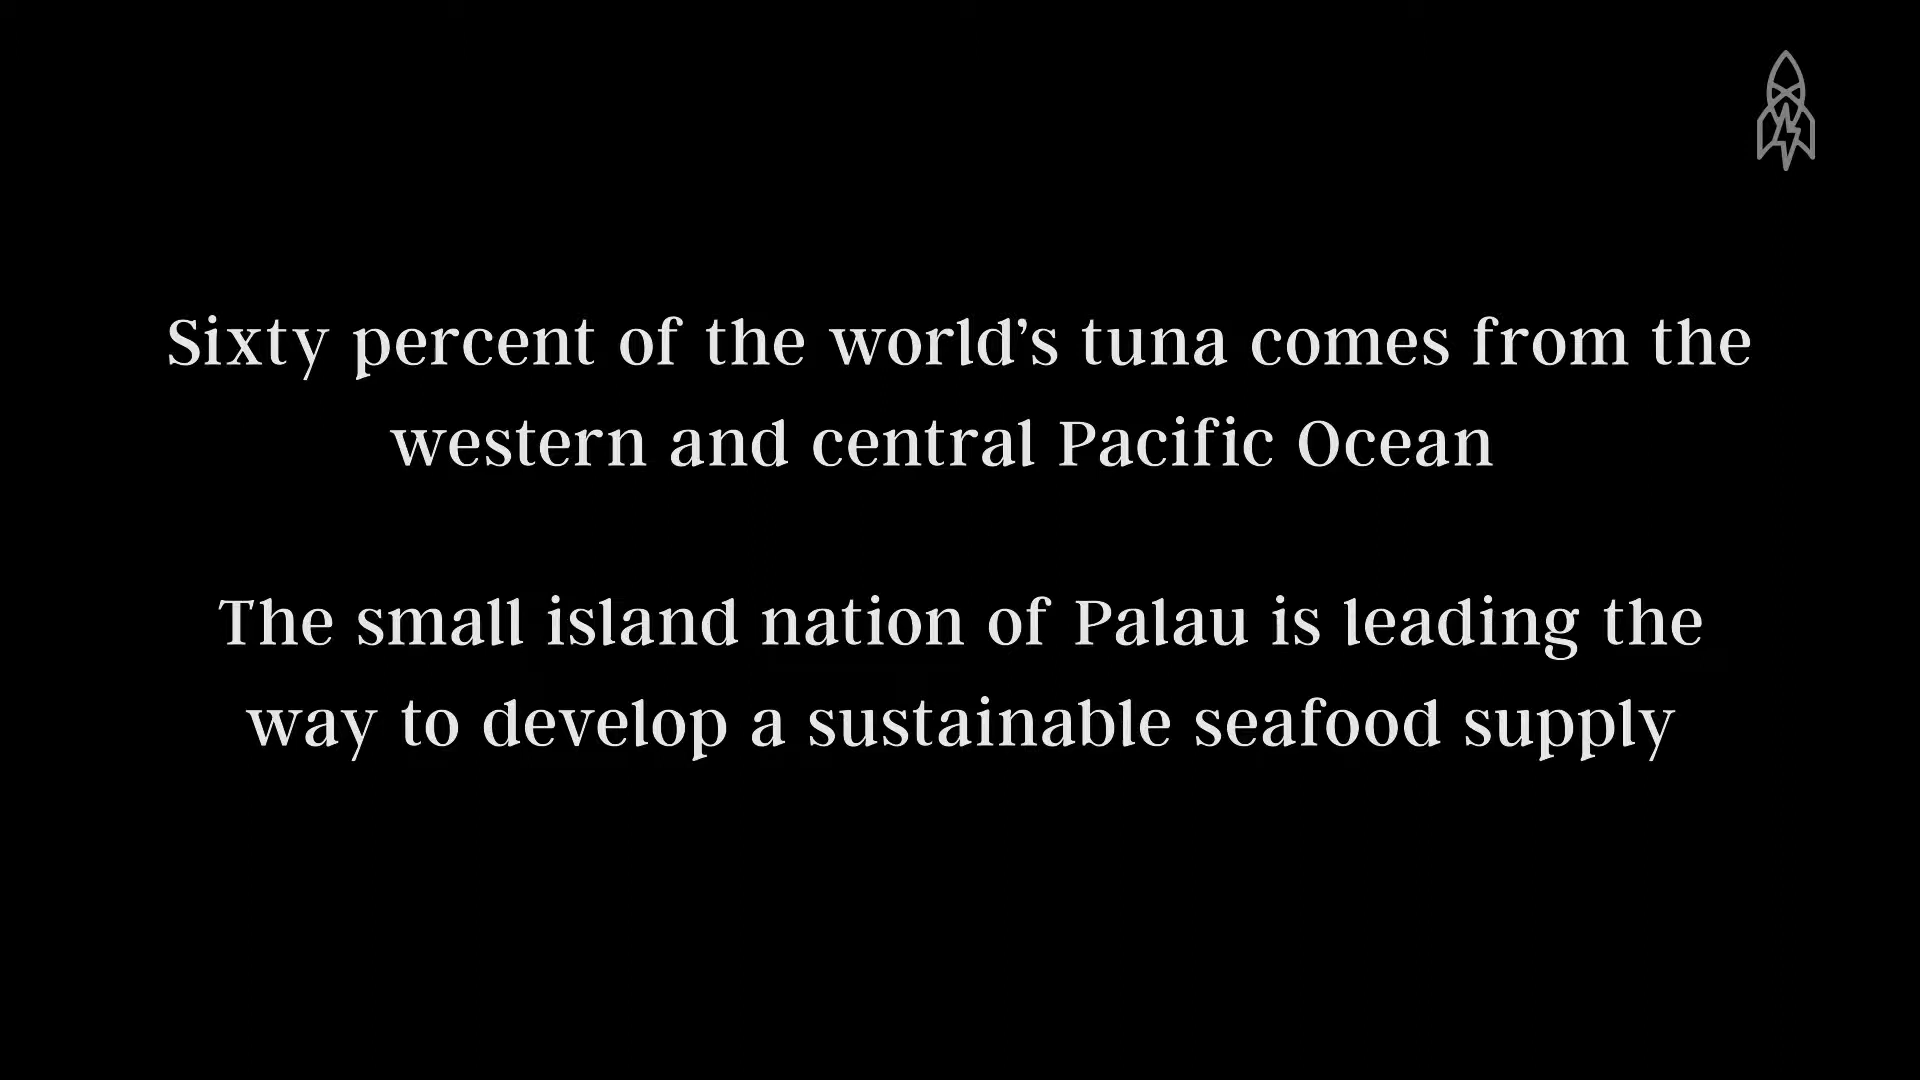 Sixty percent of the world’s tuna comes from the
western and central Pacific Ocean
The small island nation of Palau is leading the
way to develop a sustainable seafood supply